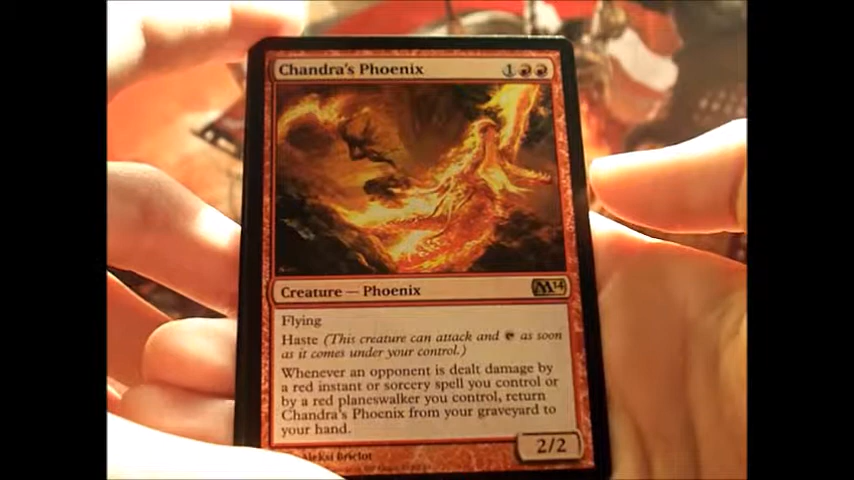 Chandra's Phoenix 1
Creature — Phoenix M14
Flying
Haste (This creature can attack and as soon
as it comes under your control.)
Whenever an opponent is dealt damage by
a red instant or sorcery spell you control or
by a red planeswalker you control, return
Chandra's Phoenix from your graveyard to
your hand.
2/2
Aleksi Briclot